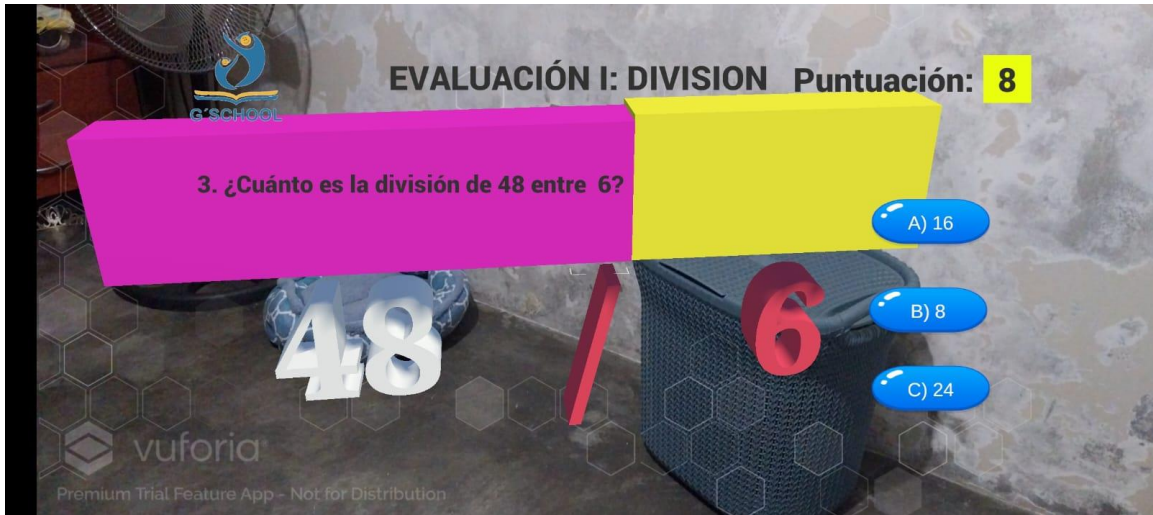 EVALUACIÓN I: DIVISION Puntuación: 8
G´SCHOOL
3. ¿Cuánto es la división de 48 entre 6?
A) 16
48 / 6
B) 8
C) 24
vuforia
Premium Trial Feature App - Not for Distribution